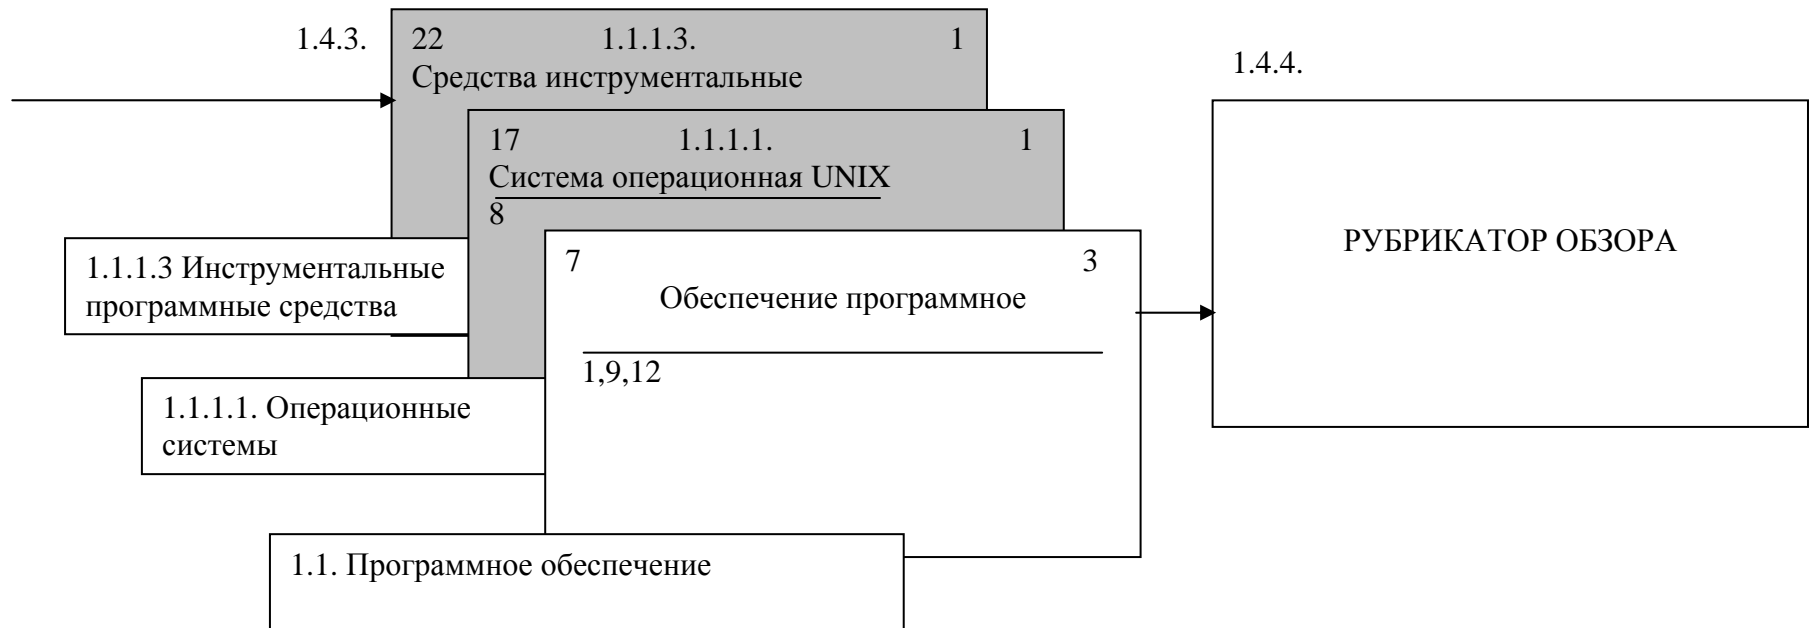 1.4.3.
22 1.1.1.3. 1
Средства инструментальные
17 1.1.1.1. 1
Система операционная UNIX
8
7 3
Обеспечение программное
1,9,12
1.1.1.3 Инструментальные
программные средства
1.1.1.1. Операционные
системы
1.1. Программное обеспечение
1.4.4.
РУБРИКАТОР ОБЗОРА